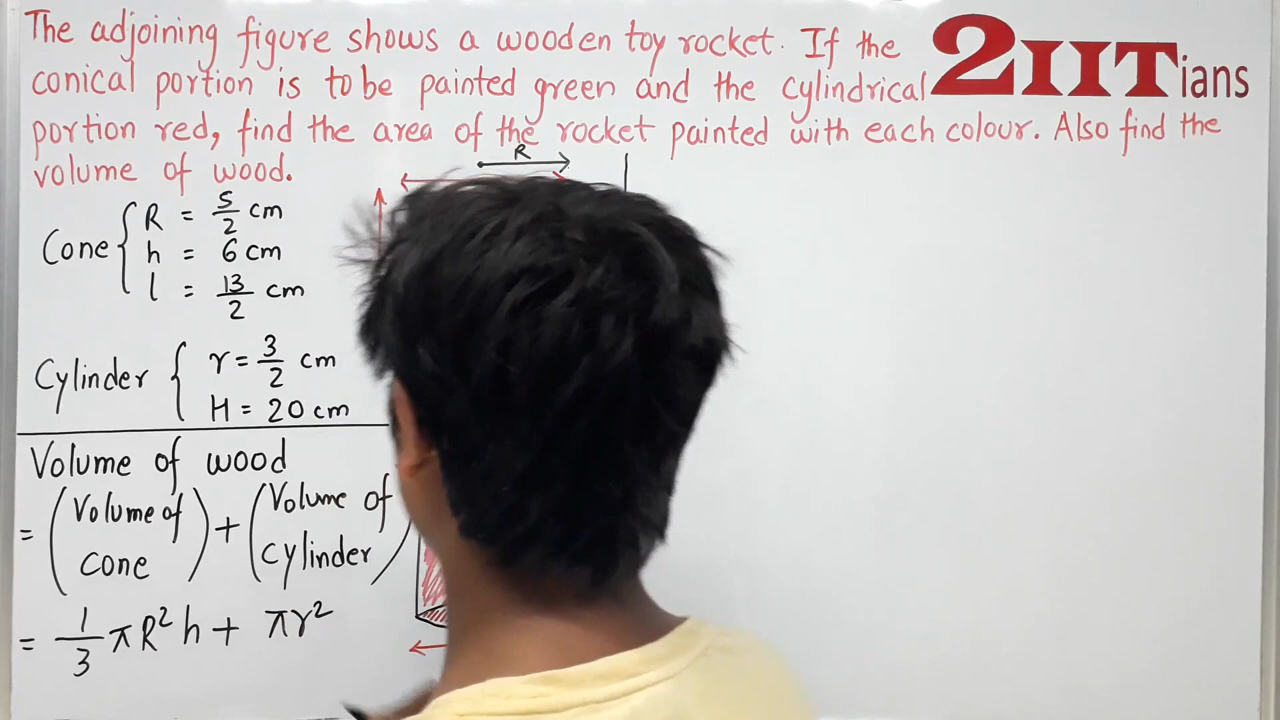 The adjoining figure shows a wooden toy rocket. If the
conical portion is to be painted green and the cylindrical
portion red, find the area of the rocket painted with each colour. Also find the
volume of wood.
2IITians
R
Cone { R = 5/2 cm
h = 6 cm
l = 13/2 cm
Cylinder { r = 3/2 cm
H = 20 cm
Volume of wood
= (Volume of cone) + (Volume of cylinder)
= 1/3 πR²h + πr²